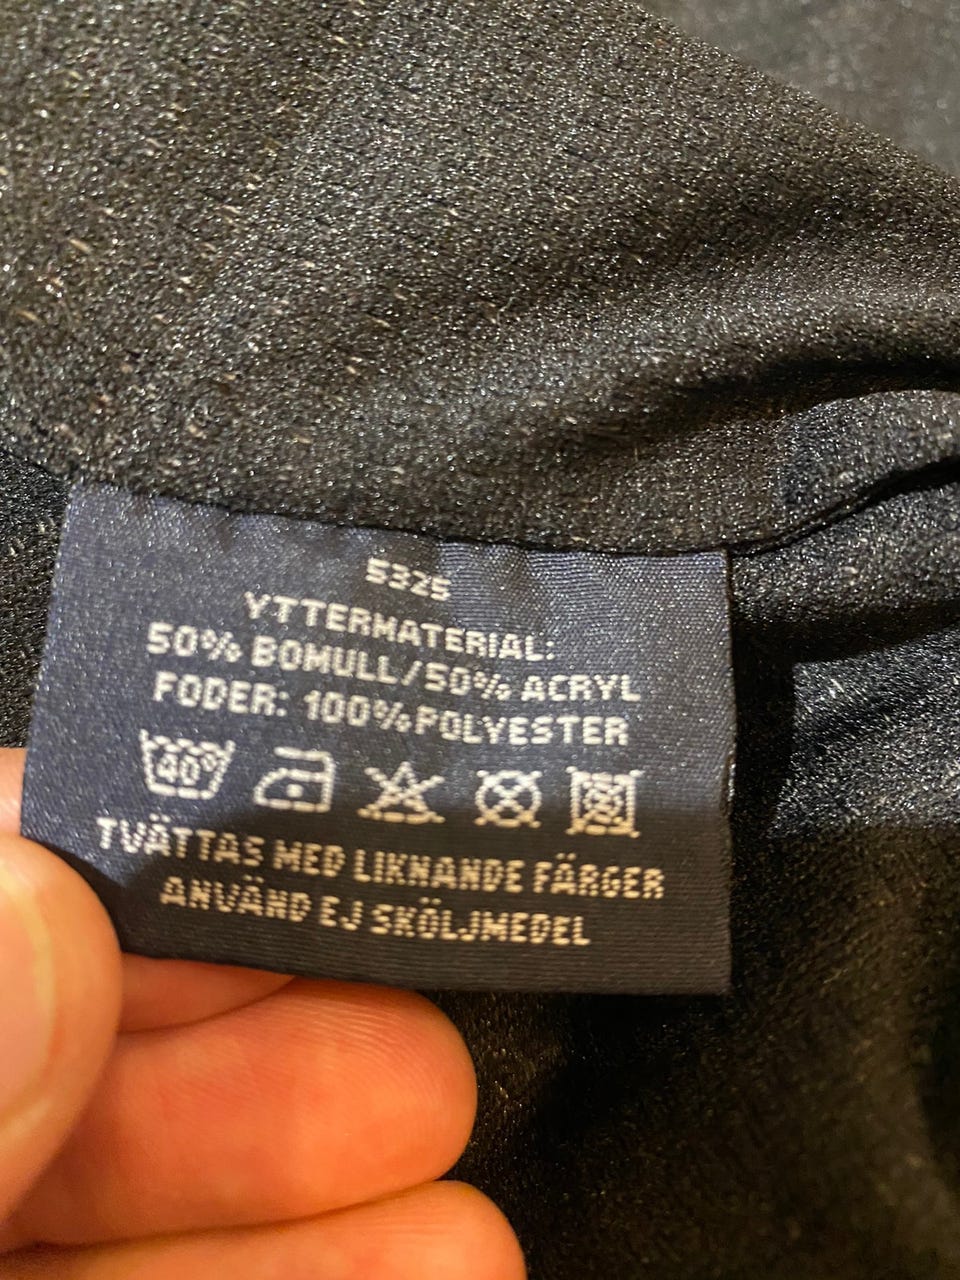 5325
YTTERMATERIAL:
50% BOMULL/50% ACRYL
FODER: 100% POLYESTER
40°
TVÄTTAS MED LIKNANDE FÄRGER
ANVÄND EJ SKÖLJMEDEL